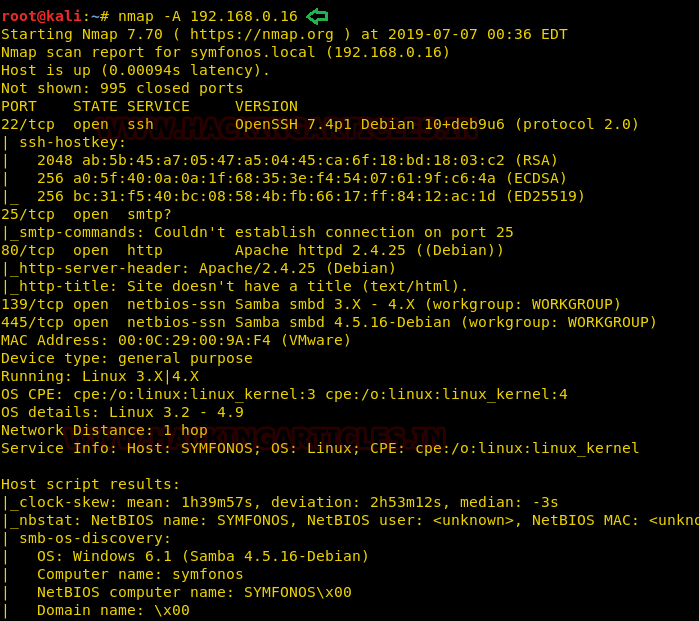 root@kali:~# nmap -A 192.168.0.16
Starting Nmap 7.70 ( https://nmap.org ) at 2019-07-07 00:36 EDT
Nmap scan report for symfonos.local (192.168.0.16)
Host is up (0.00094s latency).
Not shown: 995 closed ports
PORT    STATE SERVICE     VERSION
22/tcp  open  ssh         OpenSSH 7.4p1 Debian 10+deb9u6 (protocol 2.0)
WWW.HACKINGARTICLES.IN
| ssh-hostkey:
|   2048 ab:5b:45:a7:05:47:a5:04:45:ca:6f:18:bd:18:03:c2 (RSA)
|   256 a0:5f:40:0a:0a:1f:68:35:3e:f4:54:07:61:9f:c6:4a (ECDSA)
|_  256 bc:31:f5:40:bc:08:58:4b:fb:66:17:ff:84:12:ac:1d (ED25519)
25/tcp  open  smtp?
|_smtp-commands: Couldn't establish connection on port 25
80/tcp  open  http        Apache httpd 2.4.25 ((Debian))
|_http-server-header: Apache/2.4.25 (Debian)
|_http-title: Site doesn't have a title (text/html).
139/tcp open  netbios-ssn Samba smbd 3.X - 4.X (workgroup: WORKGROUP)
445/tcp open  netbios-ssn Samba smbd 4.5.16-Debian (workgroup: WORKGROUP)
MAC Address: 00:0C:29:00:9A:F4 (VMware)
Device type: general purpose
Running: Linux 3.X|4.X
OS CPE: cpe:/o:linux:linux_kernel:3 cpe:/o:linux:linux_kernel:4
OS details: Linux 3.2 - 4.9
Network Distance: 1 hop
WWW.HACKINGARTICLES.IN
Service Info: Host: SYMFONOS; OS: Linux; CPE: cpe:/o:linux:linux_kernel
Host script results:
|_clock-skew: mean: 1h39m57s, deviation: 2h53m12s, median: -3s
|_nbstat: NetBIOS name: SYMFONOS, NetBIOS user: <unknown>, NetBIOS MAC: <unkno
| smb-os-discovery:
|   OS: Windows 6.1 (Samba 4.5.16-Debian)
|   Computer name: symfonos
|   NetBIOS computer name: SYMFONOS\x00
|   Domain name: \x00